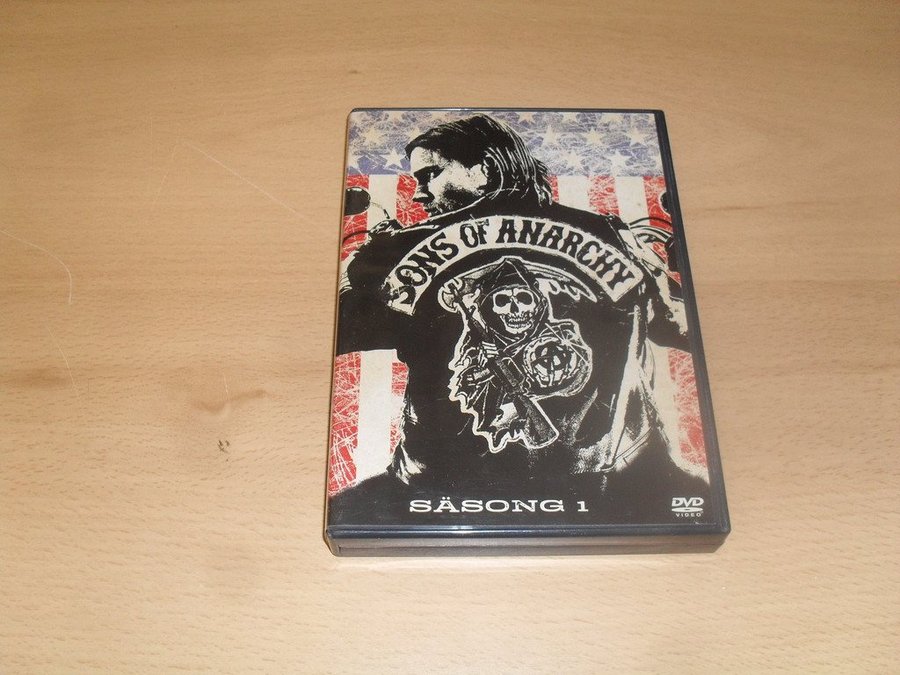 SONS OF ANARCHY
A
SÄSONG 1
DVD
VIDEO